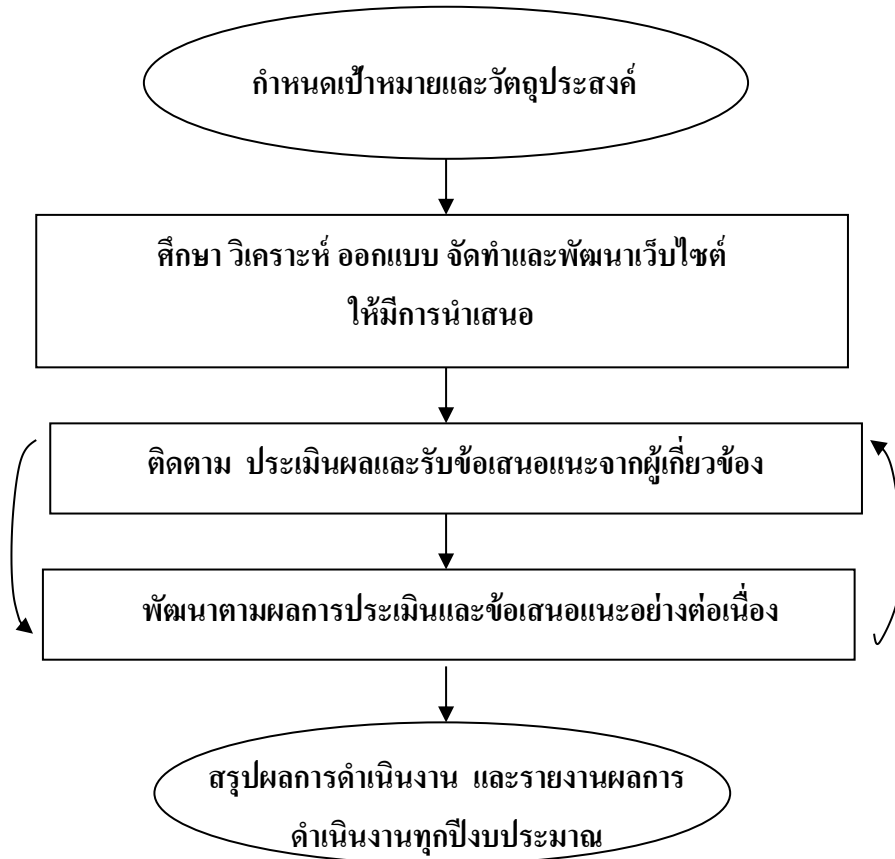 กำหนดเป้าหมายและวัตถุประสงค์
ศึกษา วิเคราะห์ ออกแบบ จัดทำและพัฒนาเว็บไซต์
ให้มีการนำเสนอ
ติดตาม ประเมินผลและรับข้อเสนอแนะจากผู้เกี่ยวข้อง
พัฒนาตามผลการประเมินและข้อเสนอแนะอย่างต่อเนื่อง
สรุปผลการดำเนินงาน และรายงานผลการ
ดำเนินงานทุกปีงบประมาณ